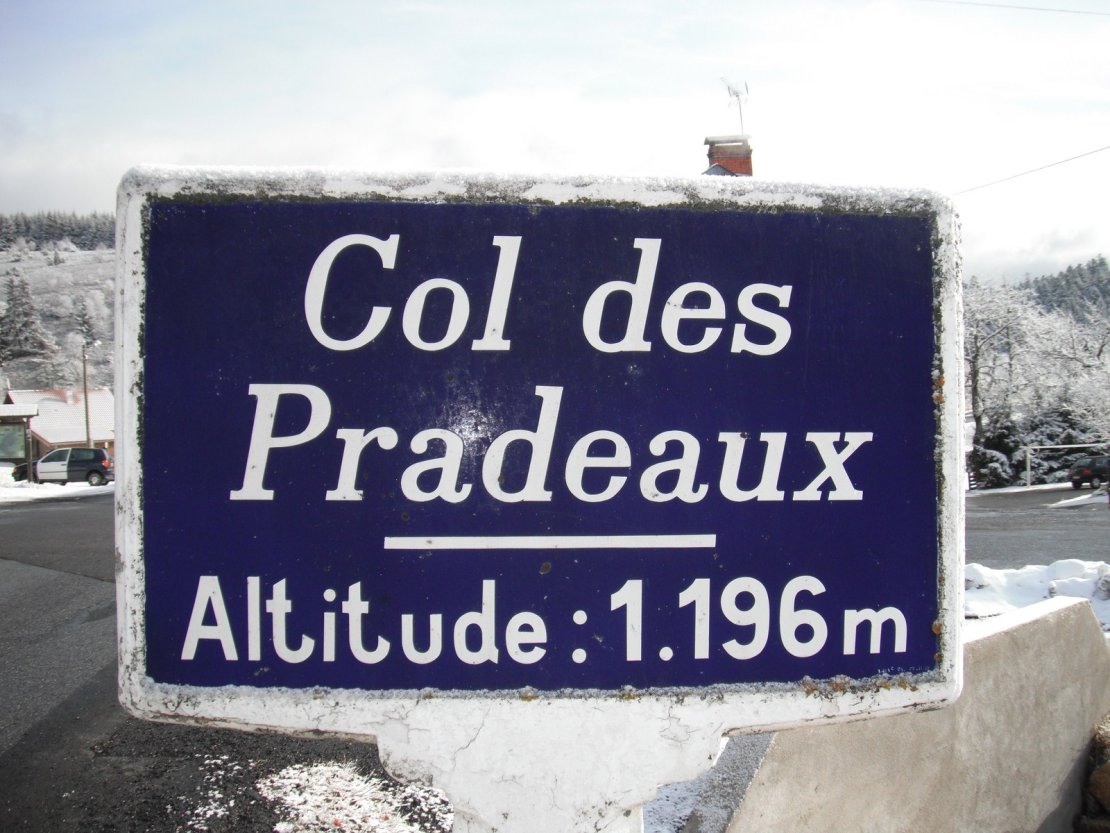 Col des
Pradeaux
Altitude : 1.196 m